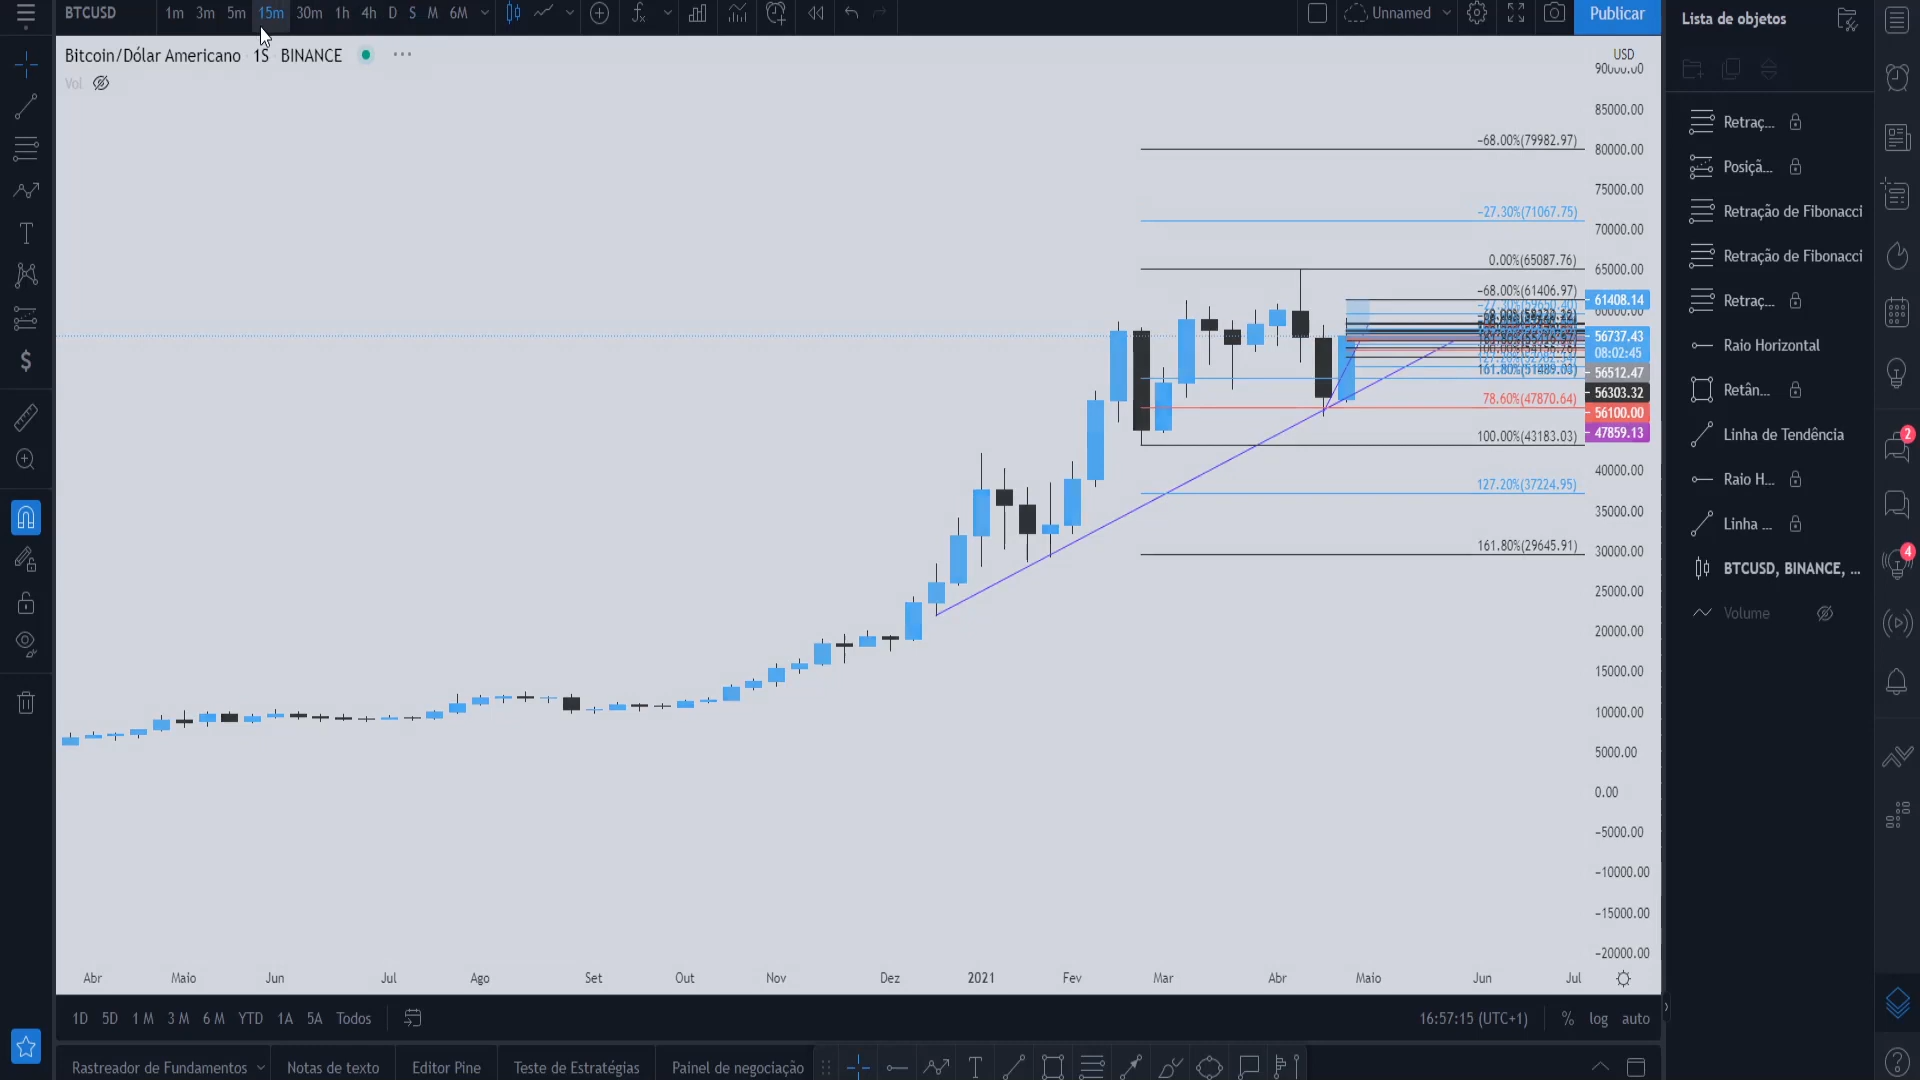 BTCUSD 1m 3m 5m 15m 30m 1h 4h D S M 6M Unnamed Publicar
Bitcoin/Dólar Americano 1S BINANCE
Vol
USD
90000.00
85000.00
80000.00
75000.00
70000.00
65000.00
60000.00
40000.00
35000.00
30000.00
25000.00
20000.00
15000.00
10000.00
5000.00
0.00
−5000.00
−10000.00
−15000.00
−20000.00
61408.14
56737.43
08:02:45
56512.47
56303.32
56100.00
47859.13
−68.00%(79982.97)
−27.30%(71067.75)
0.00%(65087.76)
−68.00%(61406.97)
161.80%(51489.03)
78.60%(47870.64)
100.00%(43183.03)
127.20%(37224.95)
161.80%(29645.91)
Abr Maio Jun Jul Ago Set Out Nov Dez 2021 Fev Mar Abr Maio Jun Jul
1D 5D 1 M 3 M 6 M YTD 1A 5A Todos 16:57:15 (UTC+1) % log auto
Rastreador de Fundamentos Notas de texto Editor Pine Teste de Estratégias Painel de negociação
Lista de objetos
Retraç...
Posiçã...
Retração de Fibonacci
Retração de Fibonacci
Retraç...
Raio Horizontal
Retân...
Linha de Tendência
Raio H...
Linha ...
BTCUSD, BINANCE, ...
Volume
2
4